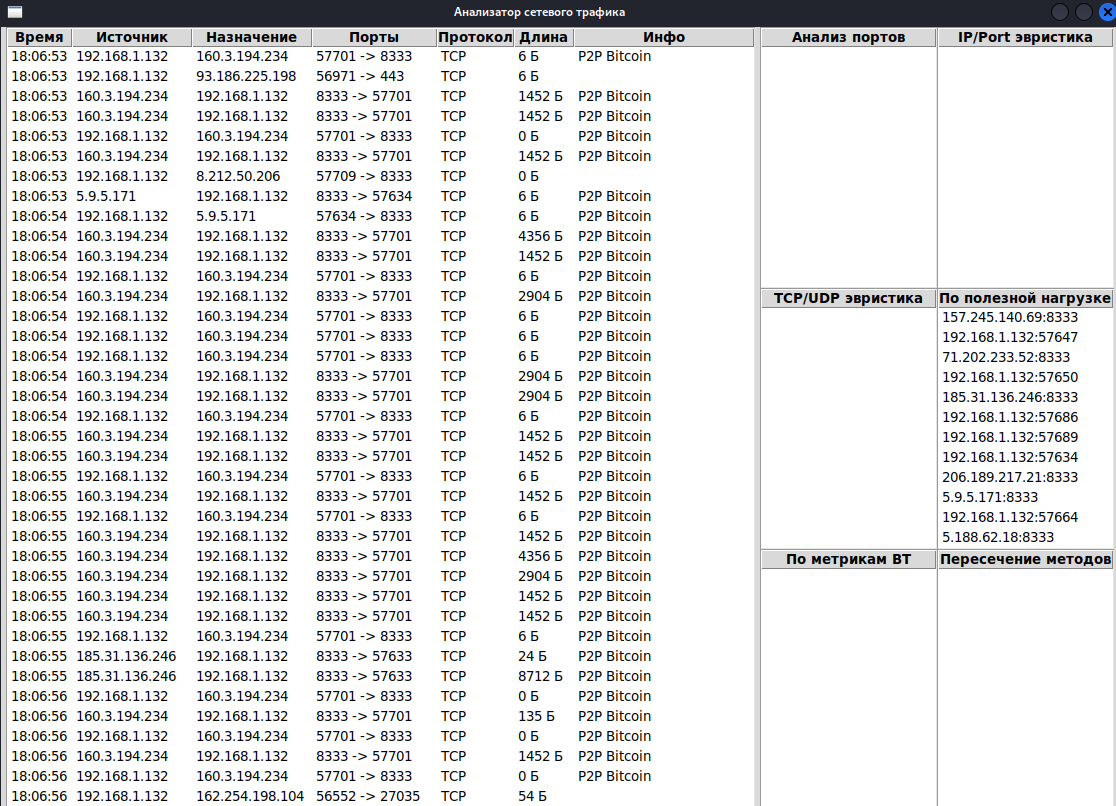 Анализатор сетевого трафика
Время Источник Назначение Порты Протокол Длина Инфо
18:06:53 192.168.1.132 160.3.194.234 57701 -> 8333 TCP 6 Б P2P Bitcoin
18:06:53 192.168.1.132 93.186.225.198 56971 -> 443 TCP 6 Б
18:06:53 160.3.194.234 192.168.1.132 8333 -> 57701 TCP 1452 Б P2P Bitcoin
18:06:53 160.3.194.234 192.168.1.132 8333 -> 57701 TCP 1452 Б P2P Bitcoin
18:06:53 192.168.1.132 160.3.194.234 57701 -> 8333 TCP 0 Б P2P Bitcoin
18:06:53 160.3.194.234 192.168.1.132 8333 -> 57701 TCP 1452 Б P2P Bitcoin
18:06:53 192.168.1.132 8.212.50.206 57709 -> 8333 TCP 0 Б
18:06:53 5.9.5.171 192.168.1.132 8333 -> 57634 TCP 6 Б P2P Bitcoin
18:06:54 192.168.1.132 5.9.5.171 57634 -> 8333 TCP 6 Б P2P Bitcoin
18:06:54 160.3.194.234 192.168.1.132 8333 -> 57701 TCP 4356 Б P2P Bitcoin
18:06:54 160.3.194.234 192.168.1.132 8333 -> 57701 TCP 1452 Б P2P Bitcoin
18:06:54 192.168.1.132 160.3.194.234 57701 -> 8333 TCP 6 Б P2P Bitcoin
18:06:54 160.3.194.234 192.168.1.132 8333 -> 57701 TCP 2904 Б P2P Bitcoin
18:06:54 192.168.1.132 160.3.194.234 57701 -> 8333 TCP 6 Б P2P Bitcoin
18:06:54 192.168.1.132 160.3.194.234 57701 -> 8333 TCP 6 Б P2P Bitcoin
18:06:54 192.168.1.132 160.3.194.234 57701 -> 8333 TCP 6 Б P2P Bitcoin
18:06:54 160.3.194.234 192.168.1.132 8333 -> 57701 TCP 2904 Б P2P Bitcoin
18:06:54 160.3.194.234 192.168.1.132 8333 -> 57701 TCP 2904 Б P2P Bitcoin
18:06:54 192.168.1.132 160.3.194.234 57701 -> 8333 TCP 6 Б P2P Bitcoin
18:06:55 160.3.194.234 192.168.1.132 8333 -> 57701 TCP 1452 Б P2P Bitcoin
18:06:55 160.3.194.234 192.168.1.132 8333 -> 57701 TCP 1452 Б P2P Bitcoin
18:06:55 192.168.1.132 160.3.194.234 57701 -> 8333 TCP 6 Б P2P Bitcoin
18:06:55 160.3.194.234 192.168.1.132 8333 -> 57701 TCP 1452 Б P2P Bitcoin
18:06:55 192.168.1.132 160.3.194.234 57701 -> 8333 TCP 6 Б P2P Bitcoin
18:06:55 160.3.194.234 192.168.1.132 8333 -> 57701 TCP 1452 Б P2P Bitcoin
18:06:55 160.3.194.234 192.168.1.132 8333 -> 57701 TCP 4356 Б P2P Bitcoin
18:06:55 160.3.194.234 192.168.1.132 8333 -> 57701 TCP 2904 Б P2P Bitcoin
18:06:55 160.3.194.234 192.168.1.132 8333 -> 57701 TCP 1452 Б P2P Bitcoin
18:06:55 160.3.194.234 192.168.1.132 8333 -> 57701 TCP 1452 Б P2P Bitcoin
18:06:55 192.168.1.132 160.3.194.234 57701 -> 8333 TCP 6 Б P2P Bitcoin
18:06:55 185.31.136.246 192.168.1.132 8333 -> 57633 TCP 24 Б P2P Bitcoin
18:06:55 185.31.136.246 192.168.1.132 8333 -> 57633 TCP 8712 Б P2P Bitcoin
18:06:56 192.168.1.132 160.3.194.234 57701 -> 8333 TCP 0 Б P2P Bitcoin
18:06:56 160.3.194.234 192.168.1.132 8333 -> 57701 TCP 135 Б P2P Bitcoin
18:06:56 192.168.1.132 160.3.194.234 57701 -> 8333 TCP 0 Б P2P Bitcoin
18:06:56 160.3.194.234 192.168.1.132 8333 -> 57701 TCP 1452 Б P2P Bitcoin
18:06:56 192.168.1.132 160.3.194.234 57701 -> 8333 TCP 0 Б P2P Bitcoin
18:06:56 192.168.1.132 162.254.198.104 56552 -> 27035 TCP 54 Б
Анализ портов
IP/Port эвристика
TCP/UDP эвристика
По полезной нагрузке
157.245.140.69:8333
192.168.1.132:57647
71.202.233.52:8333
192.168.1.132:57650
185.31.136.246:8333
192.168.1.132:57686
192.168.1.132:57689
192.168.1.132:57634
206.189.217.21:8333
5.9.5.171:8333
192.168.1.132:57664
5.188.62.18:8333
По метрикам BT
Пересечение методов